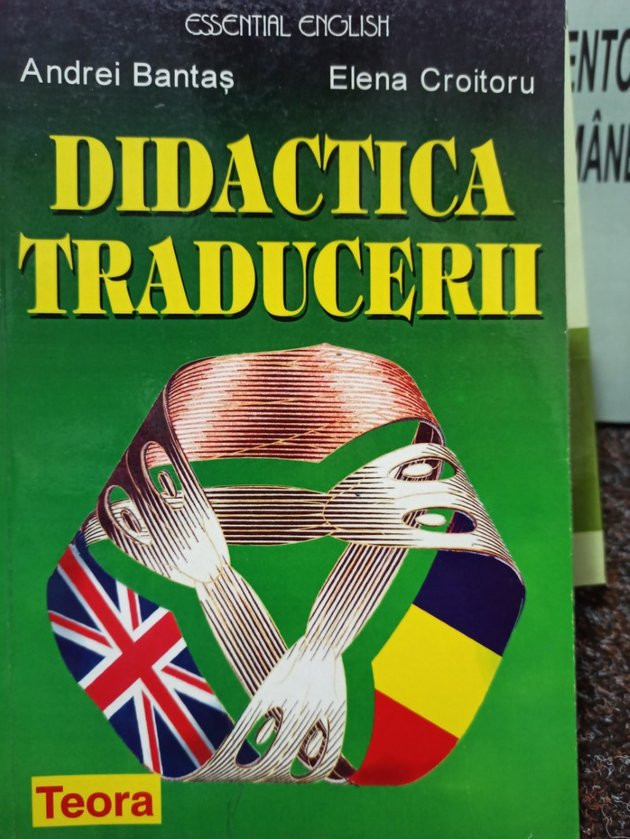 ESSENTIAL ENGLISH
Andrei Bantaș Elena Croitoru
DIDACTICA
TRADUCERII
Teora